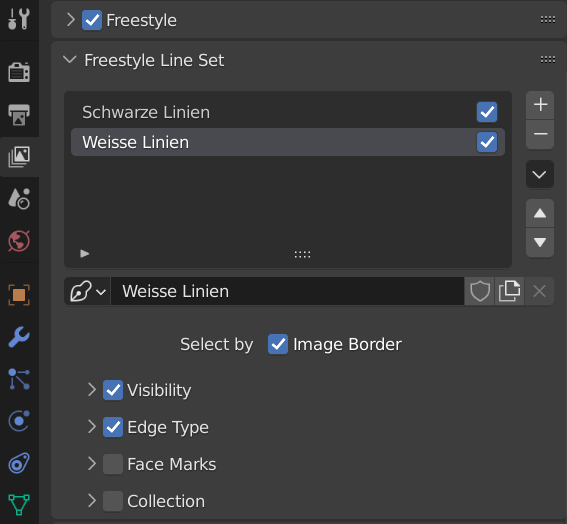 Freestyle
Freestyle Line Set
Schwarze Linien
Weisse Linien
Weisse Linien
Select by Image Border
Visibility
Edge Type
Face Marks
Collection